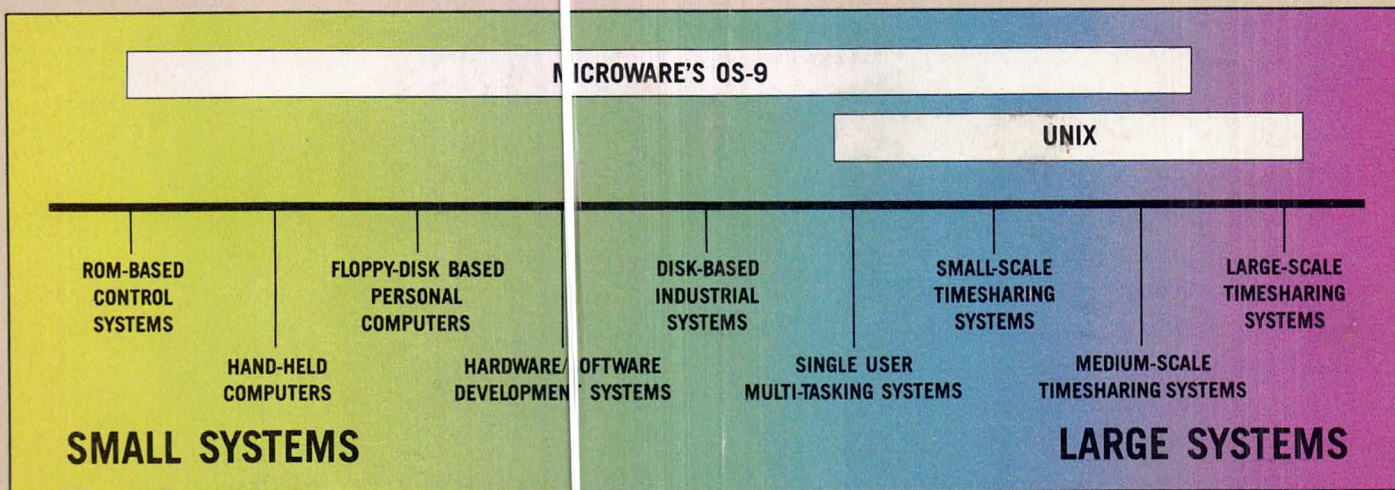 MICROWARE'S OS-9
UNIX
ROM-BASED
CONTROL
SYSTEMS
HAND-HELD
COMPUTERS
FLOPPY-DISK BASED
PERSONAL
COMPUTERS
HARDWARE/ OFTWARE
DEVELOPMEN SYSTEMS
DISK-BASED
INDUSTRIAL
SYSTEMS
SINGLE USER
MULTI-TASKING SYSTEMS
SMALL-SCALE
TIMESHARING
SYSTEMS
MEDIUM-SCALE
TIMESHARING SYSTEMS
LARGE-SCALE
TIMESHARING
SYSTEMS
SMALL SYSTEMS
LARGE SYSTEMS